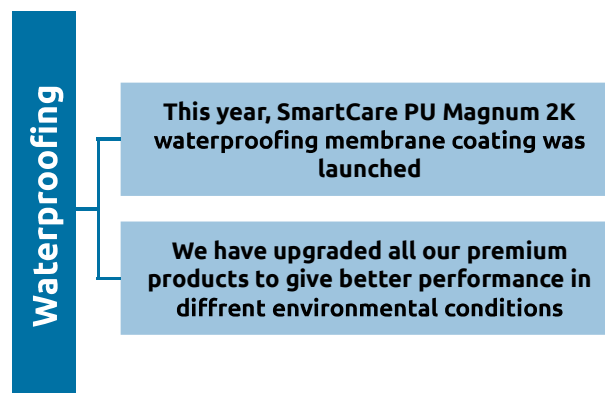 Waterproofing
This year, SmartCare PU Magnum 2K
waterproofing membrane coating was
launched
We have upgraded all our premium
products to give better performance in
diffrent environmental conditions